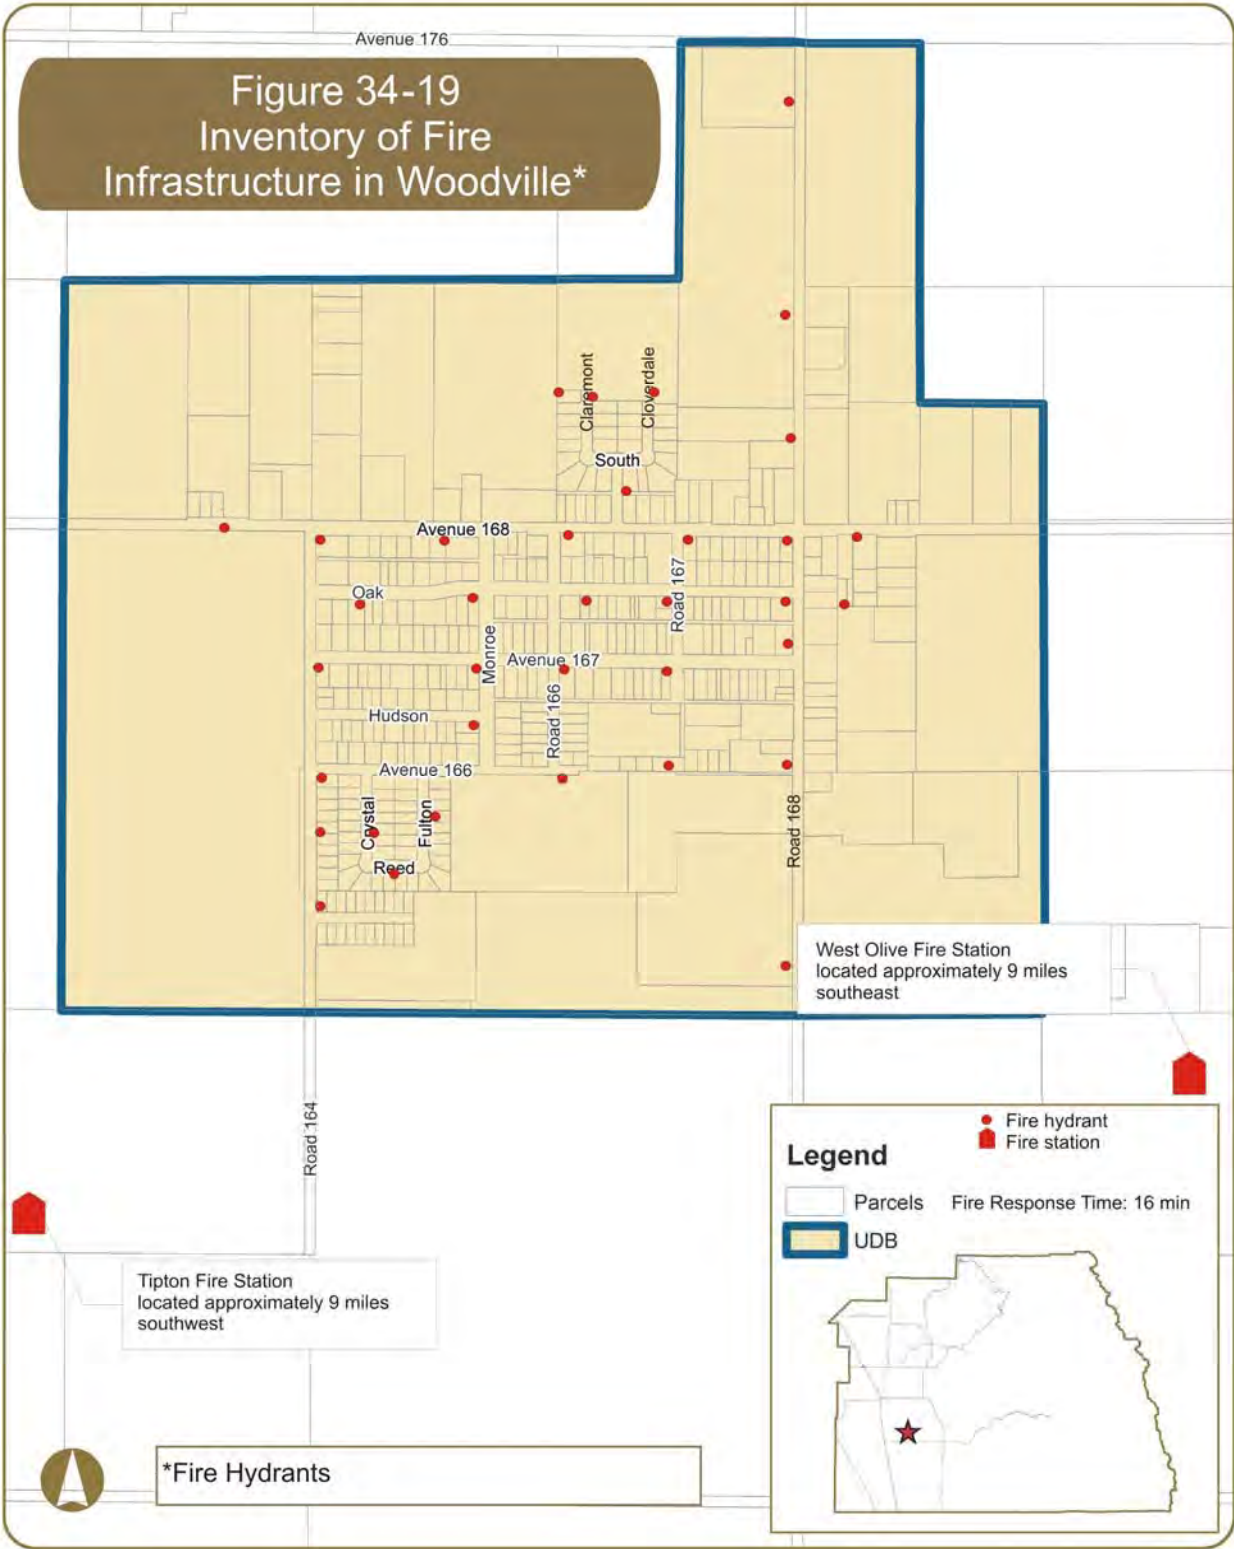 Avenue 176
Figure 34-19
Inventory of Fire
Infrastructure in Woodville*
Claremont
Cloverdale
South
Avenue 168
Oak
Road 167
Monroe
Avenue 167
Road 166
Hudson
Avenue 166
Crystal
Fulton
Reed
Road 168
West Olive Fire Station
located approximately 9 miles
southeast
Road 164
Tipton Fire Station
located approximately 9 miles
southwest
Fire hydrant
Fire station
Legend
Parcels
Fire Response Time: 16 min
UDB
*Fire Hydrants